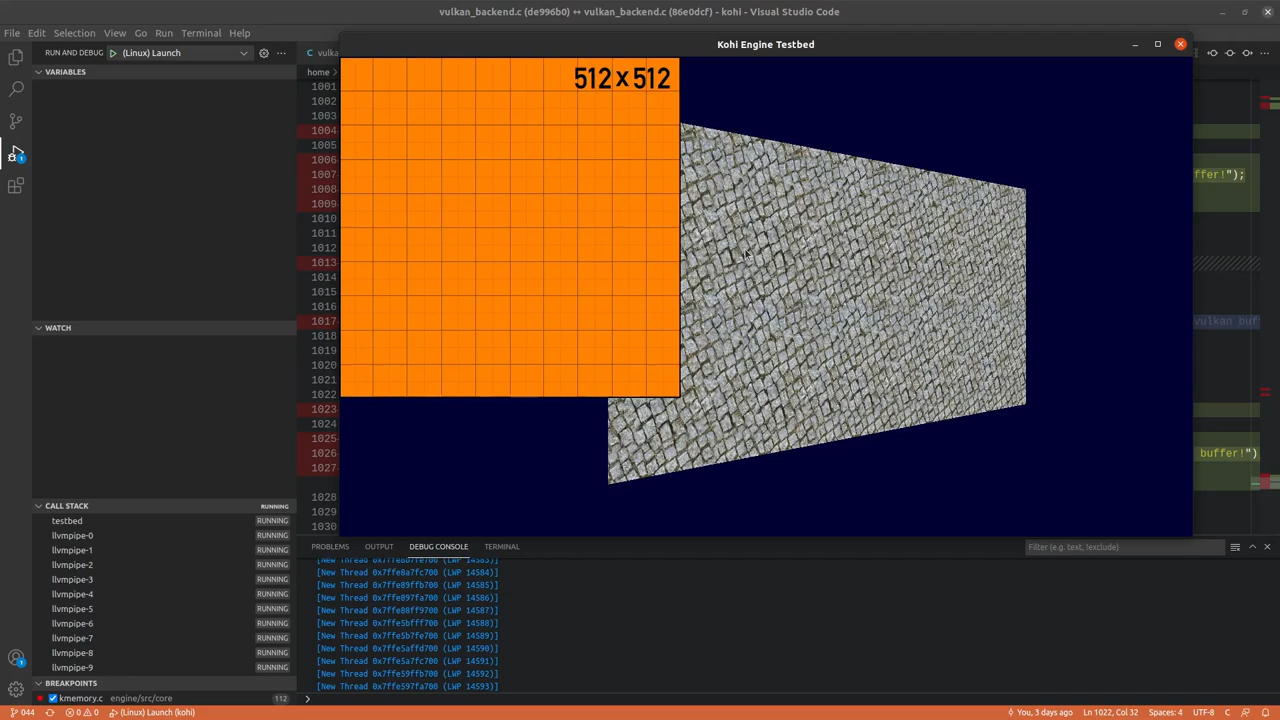 vulkan_backend.c (de996b0) ↔ vulkan_backend.c (86e0dcf) - kohi - Visual Studio Code
File Edit Selection View Go Run Terminal
Kohi Engine Testbed
RUN AND DEBUG (Linux) Launch
VARIABLES
home
512 x 512
1001
1002
1003
1004
1005
1006
1007
ffer!");
1008
1009
1010
1011
1012
1013
1014
1015
1016
1017
vulkan buf
1018
1019
1020
1021
1022
1023
1024
1025
1026
buffer!")
1027
1028
1029
1030
WATCH
CALL STACK RUNNING
testbed RUNNING
llvmpipe-0 RUNNING
llvmpipe-1 RUNNING
llvmpipe-2 RUNNING
llvmpipe-3 RUNNING
llvmpipe-4 RUNNING
llvmpipe-5 RUNNING
llvmpipe-6 RUNNING
llvmpipe-7 RUNNING
llvmpipe-8 RUNNING
llvmpipe-9 RUNNING
BREAKPOINTS
kmemory.c engine/src/core 112
PROBLEMS OUTPUT DEBUG CONSOLE TERMINAL
Filter (e.g. text, !exclude)
[New Thread 0x7ffe8a7fc700 (LWP 14584)]
[New Thread 0x7ffe89ffb700 (LWP 14585)]
[New Thread 0x7ffe897fa700 (LWP 14586)]
[New Thread 0x7ffe88ff9700 (LWP 14587)]
[New Thread 0x7ffe5bfff700 (LWP 14588)]
[New Thread 0x7ffe5b7fe700 (LWP 14589)]
[New Thread 0x7ffe5affd700 (LWP 14590)]
[New Thread 0x7ffe5a7fc700 (LWP 14591)]
[New Thread 0x7ffe59ffb700 (LWP 14592)]
[New Thread 0x7ffe597fa700 (LWP 14593)]
044 0 0 (Linux) Launch (kohi) You, 3 days ago Ln 1022, Col 32 Spaces: 4 UTF-8 C